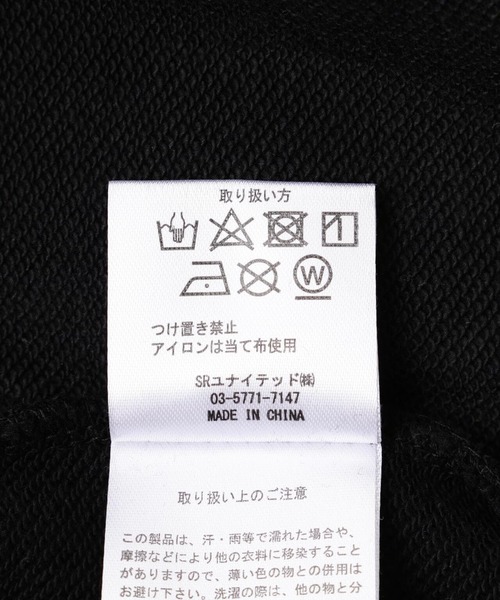 取り扱い方
W
つけ置き禁止
アイロンは当て布使用
SRユナイテッド㈱
03-5771-7147
MADE IN CHINA
取り扱い上のご注意
この製品は、汗・雨等で濡れた場合や、
摩擦などにより他の衣料に移染すること
がありますので、薄い色の物との併用は
お避け下さい。洗濯の際は、他の物と分